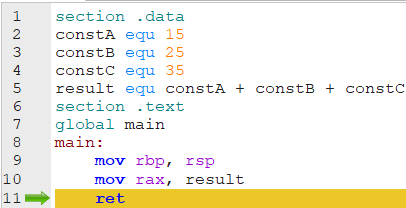 1 section .data
2 constA equ 15
3 constB equ 25
4 constC equ 35
5 result equ constA + constB + constC
6 section .text
7 global main
8 main:
9     mov rbp, rsp
10     mov rax, result
11     ret